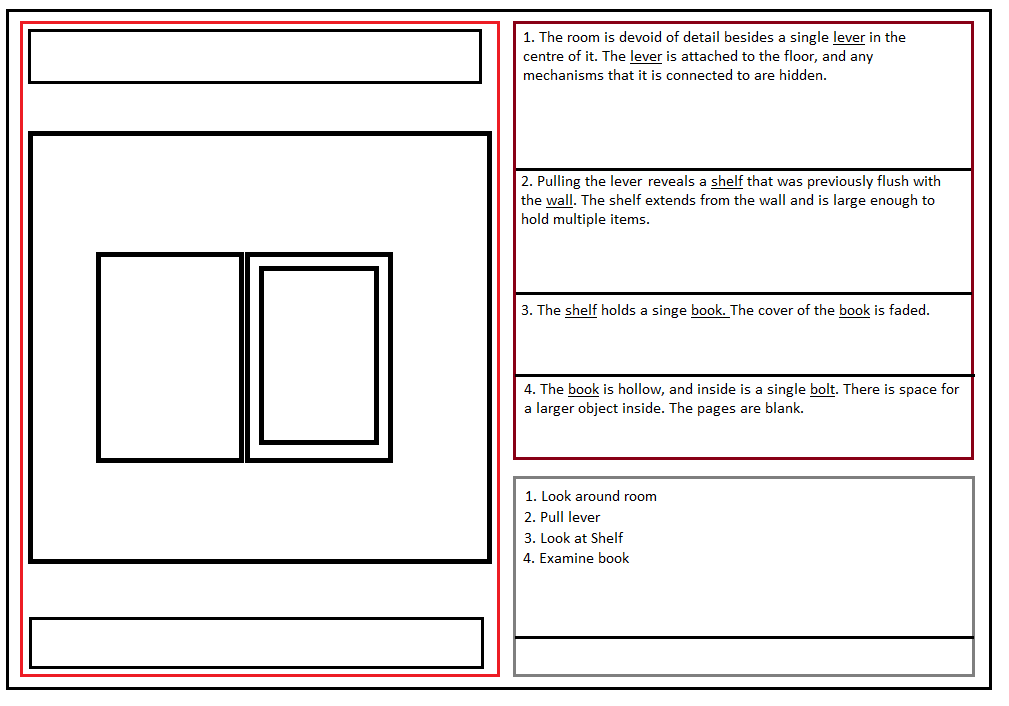 1. The room is devoid of detail besides a single lever in the
centre of it. The lever is attached to the floor, and any
mechanisms that it is connected to are hidden.
2. Pulling the lever reveals a shelf that was previously flush with
the wall. The shelf extends from the wall and is large enough to
hold multiple items.
3. The shelf holds a singe book. The cover of the book is faded.
4. The book is hollow, and inside is a single bolt. There is space for
a larger object inside. The pages are blank.
1. Look around room
2. Pull lever
3. Look at Shelf
4. Examine book